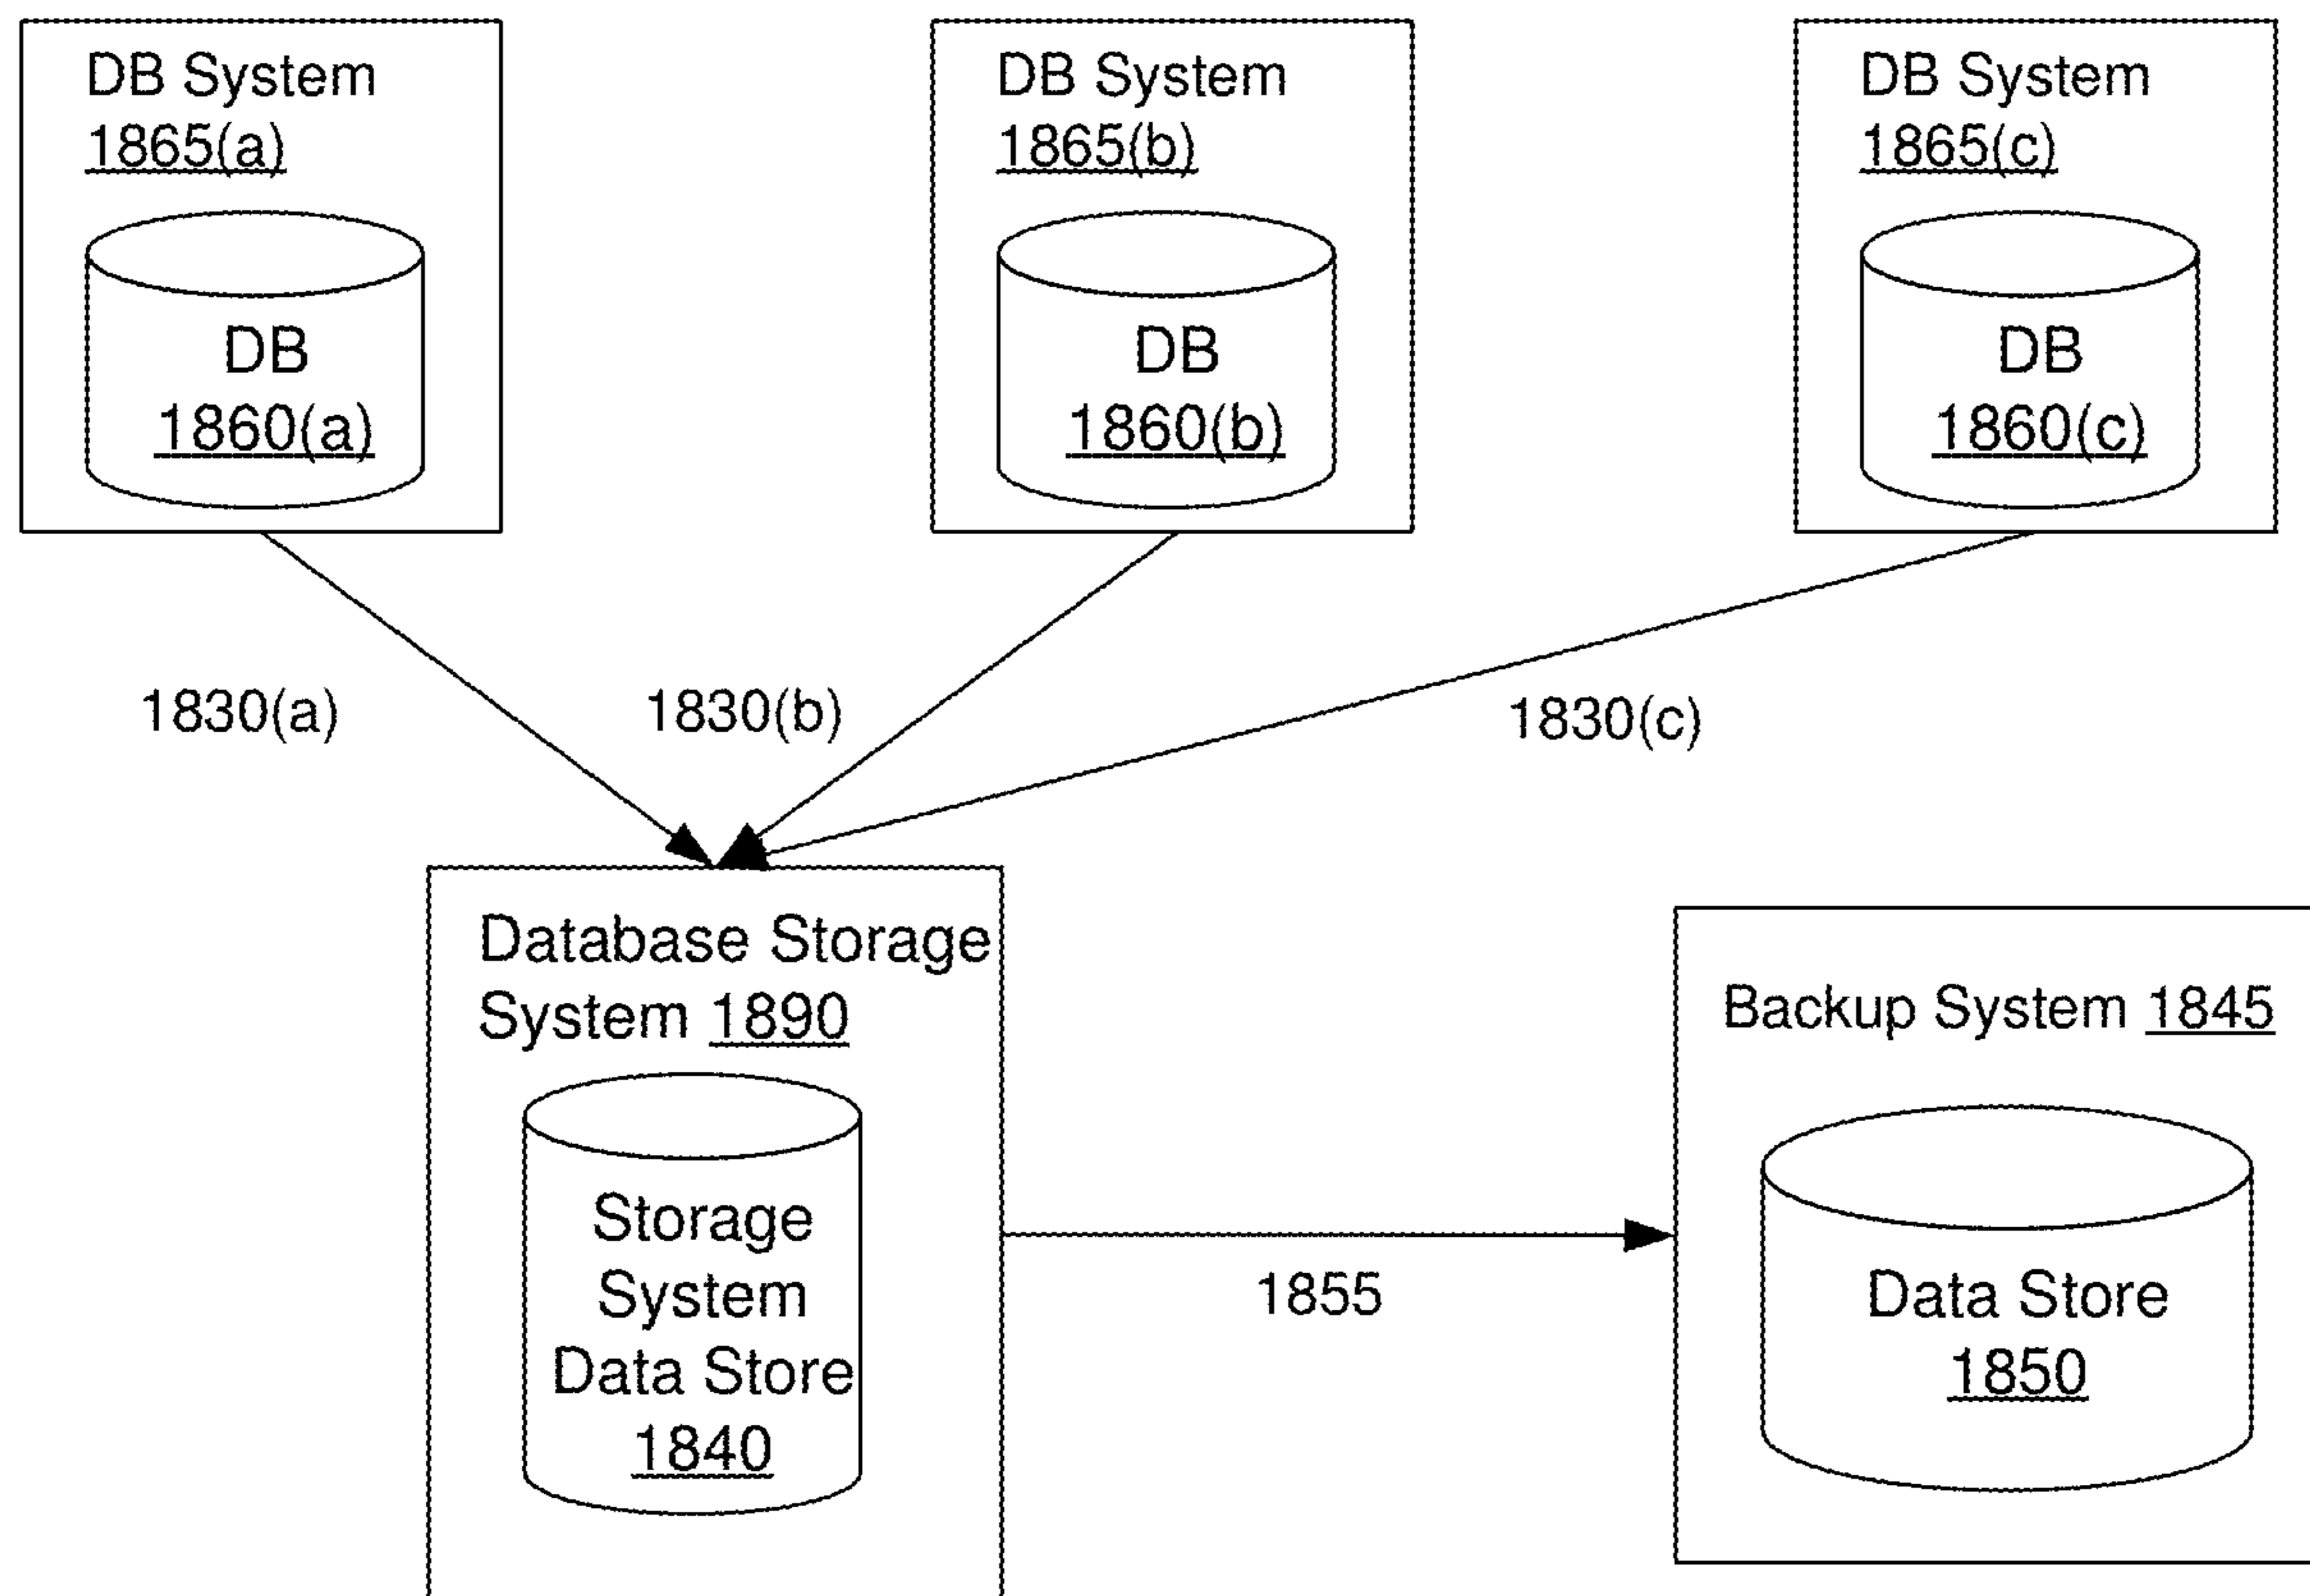 DB System
1865(a)
DB
1860(a)
DB System
1865(b)
DB
1860(b)
DB System
1865(c)
DB
1860(c)
1830(a)
1830(b)
1830(c)
Database Storage
System 1890
Storage
System
Data Store
1840
1855
Backup System 1845
Data Store
1850